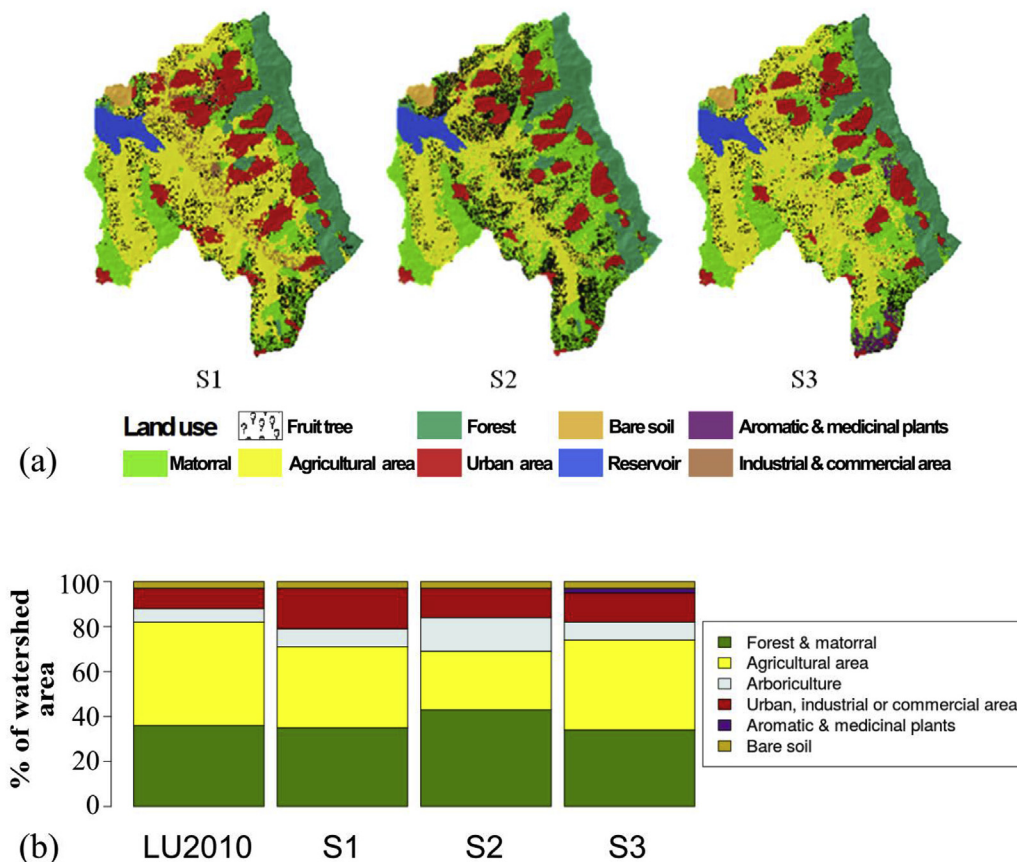 S1 S2 S3
Land use Fruit tree Forest Bare soil Aromatic & medicinal plants
(a) Matorral Agricultural area Urban area Reservoir Industrial & commercial area
% of watershed
area
100
80
60
40
20
0
Forest & matorral
Agricultural area
Arboriculture
Urban, industrial or commercial area
Aromatic & medicinal plants
Bare soil
(b) LU2010 S1 S2 S3